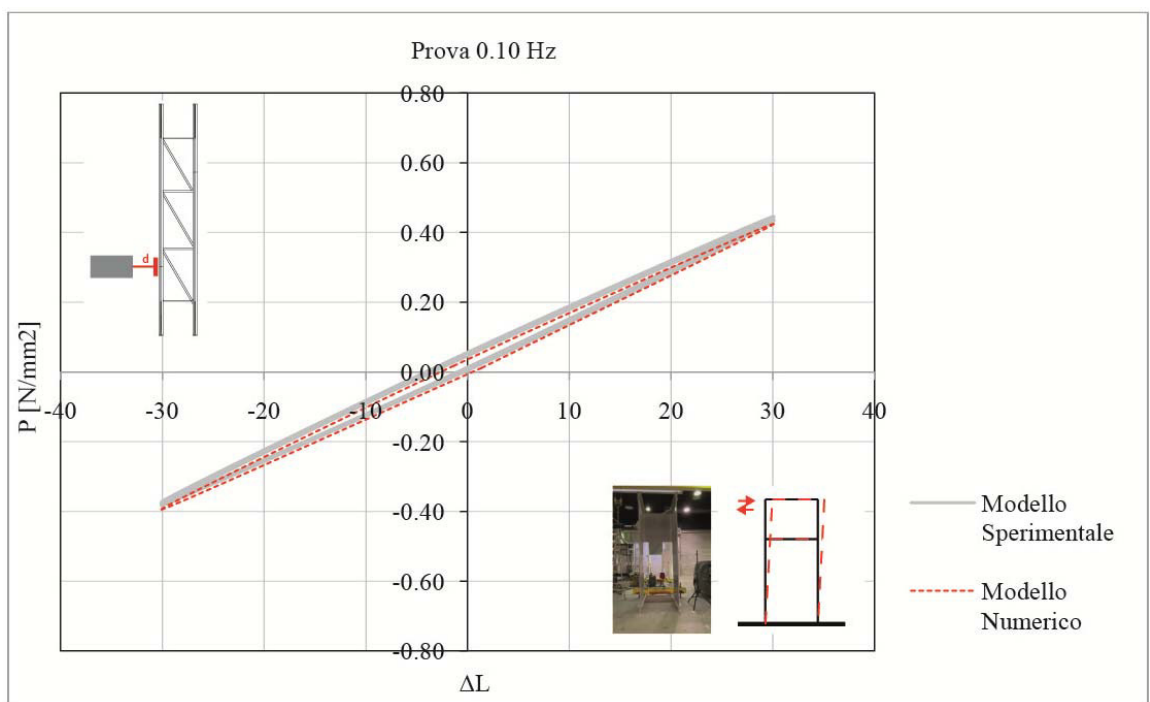 Prova 0.10 Hz
0.80
0.60
0.40
0.20
0.00
-0.20
-0.40
-0.60
-0.80
-40 -30 -20 -10 0 10 20 30 40
P [N/mm2]
ΔL
d
Modello
Sperimentale
Modello
Numerico